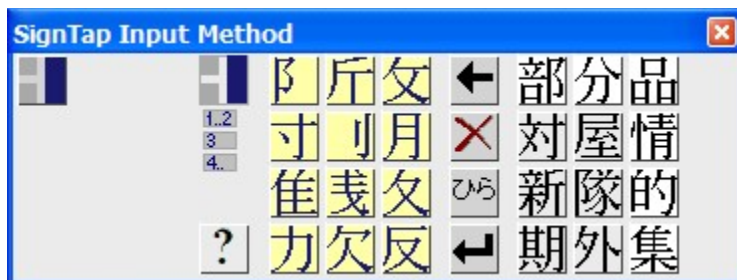 SignTap Input Method
阝 斤 攵 部 分 品
1..2
3
4..
寸 刂 月 対 屋 情
隹 戋 夂 ひら 新 隊 的
? 力 欠 反 期 外 集